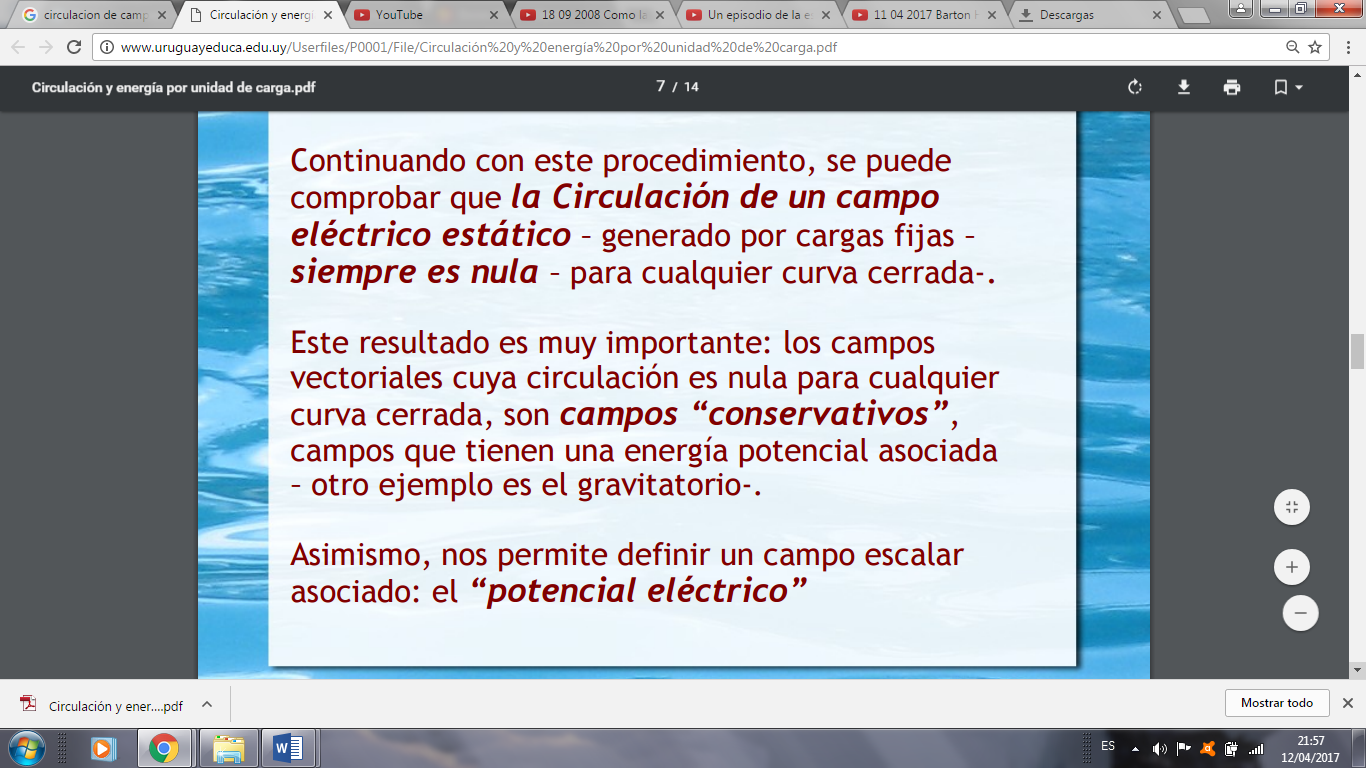 circulacion de camp
Circulación y energí
YouTube
18 09 2008 Como la
Un episodio de la e
11 04 2017 Barton H
Descargas
www.uruguayeduca.edu.uy/Userfiles/P0001/File/Circulación%20y%20energía%20por%20unidad%20de%20carga.pdf
Circulación y energía por unidad de carga.pdf
7 / 14
Continuando con este procedimiento, se puede
comprobar que la Circulación de un campo
eléctrico estático – generado por cargas fijas –
siempre es nula – para cualquier curva cerrada-.
Este resultado es muy importante: los campos
vectoriales cuya circulación es nula para cualquier
curva cerrada, son campos “conservativos”,
campos que tienen una energía potencial asociada
– otro ejemplo es el gravitatorio-.
Asimismo, nos permite definir un campo escalar
asociado: el “potencial eléctrico”
Circulación y ener....pdf
Mostrar todo
ES
21:57
12/04/2017